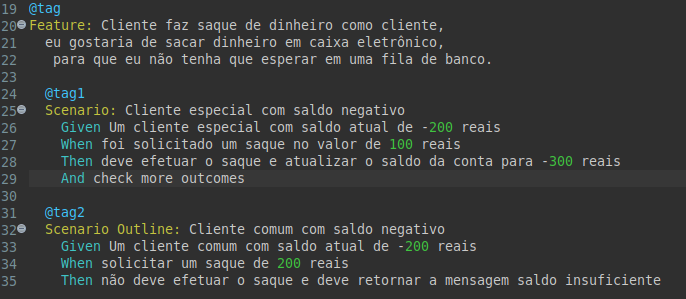 19 @tag
20 Feature: Cliente faz saque de dinheiro como cliente,
21 eu gostaria de sacar dinheiro em caixa eletrônico,
22 para que eu não tenha que esperar em uma fila de banco.
23
24 @tag1
25 Scenario: Cliente especial com saldo negativo
26 Given Um cliente especial com saldo atual de -200 reais
27 When foi solicitado um saque no valor de 100 reais
28 Then deve efetuar o saque e atualizar o saldo da conta para -300 reais
29 And check more outcomes
30
31 @tag2
32 Scenario Outline: Cliente comum com saldo negativo
33 Given Um cliente comum com saldo atual de -200 reais
34 When solicitar um saque de 200 reais
35 Then não deve efetuar o saque e deve retornar a mensagem saldo insuficiente